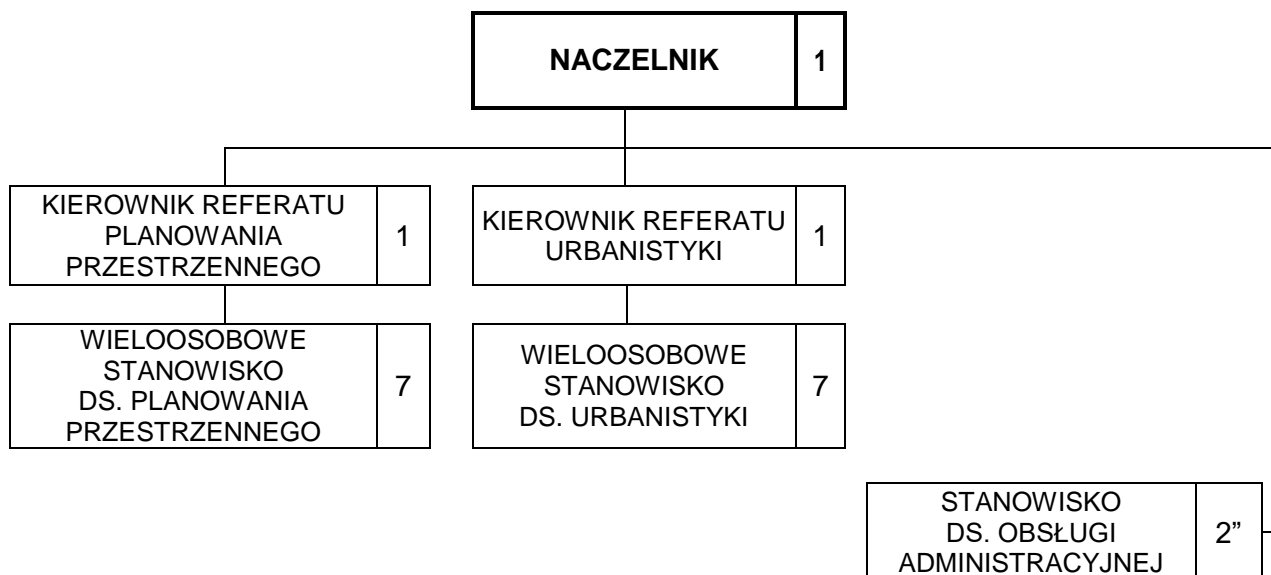 NACZELNIK 1
KIEROWNIK REFERATU
PLANOWANIA
PRZESTRZENNEGO
1
KIEROWNIK REFERATU
URBANISTYKI
1
WIELOOSOBOWE
STANOWISKO
DS. PLANOWANIA
PRZESTRZENNEGO
7
WIELOOSOBOWE
STANOWISKO
DS. URBANISTYKI
7
STANOWISKO
DS. OBSŁUGI
ADMINISTRACYJNEJ
2”